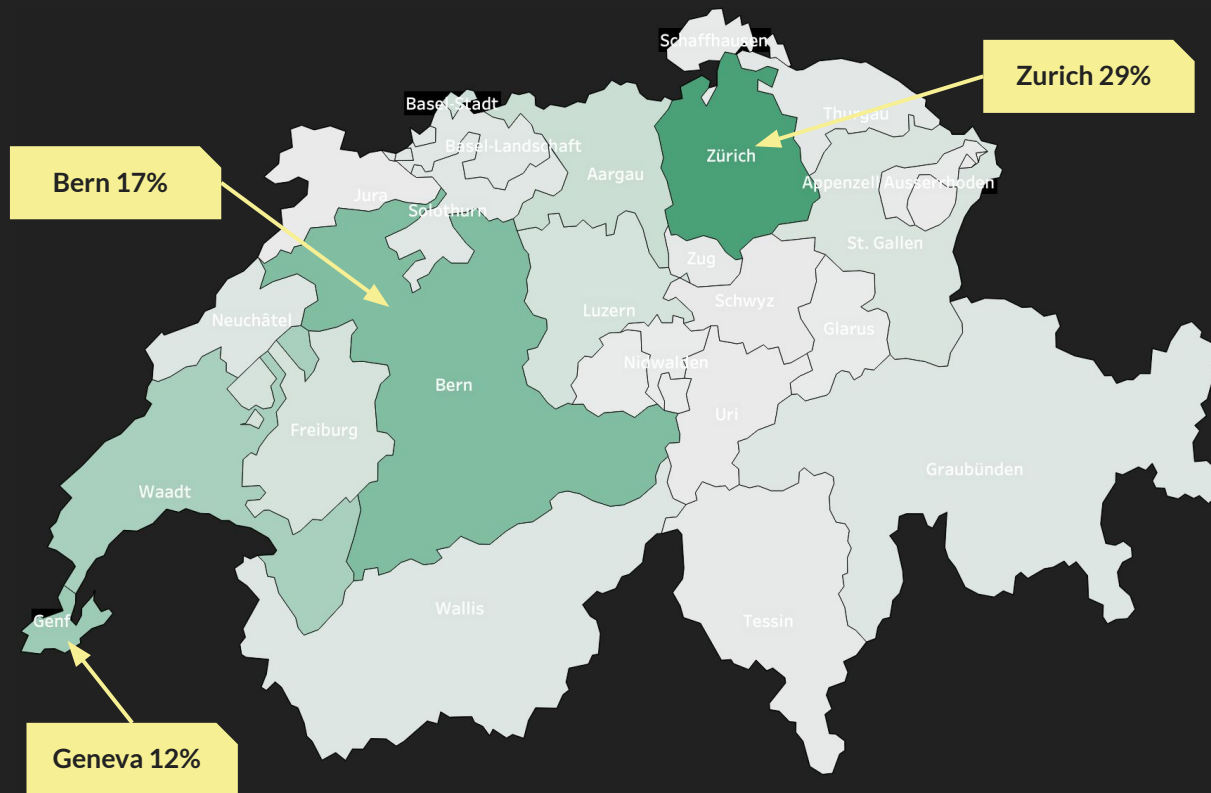 Schaffhausen
Zurich 29%
Basel-Stadt
Thurgau
Basel-Landschaft
Zürich
Aargau
Bern 17%
Appenzell Ausserrhoden
Jura
Solothurn
St. Gallen
Zug
Schwyz
Luzern
Neuchâtel
Glarus
Nidwalden
Bern
Uri
Freiburg
Graubünden
Waadt
Wallis
Genf
Tessin
Geneva 12%